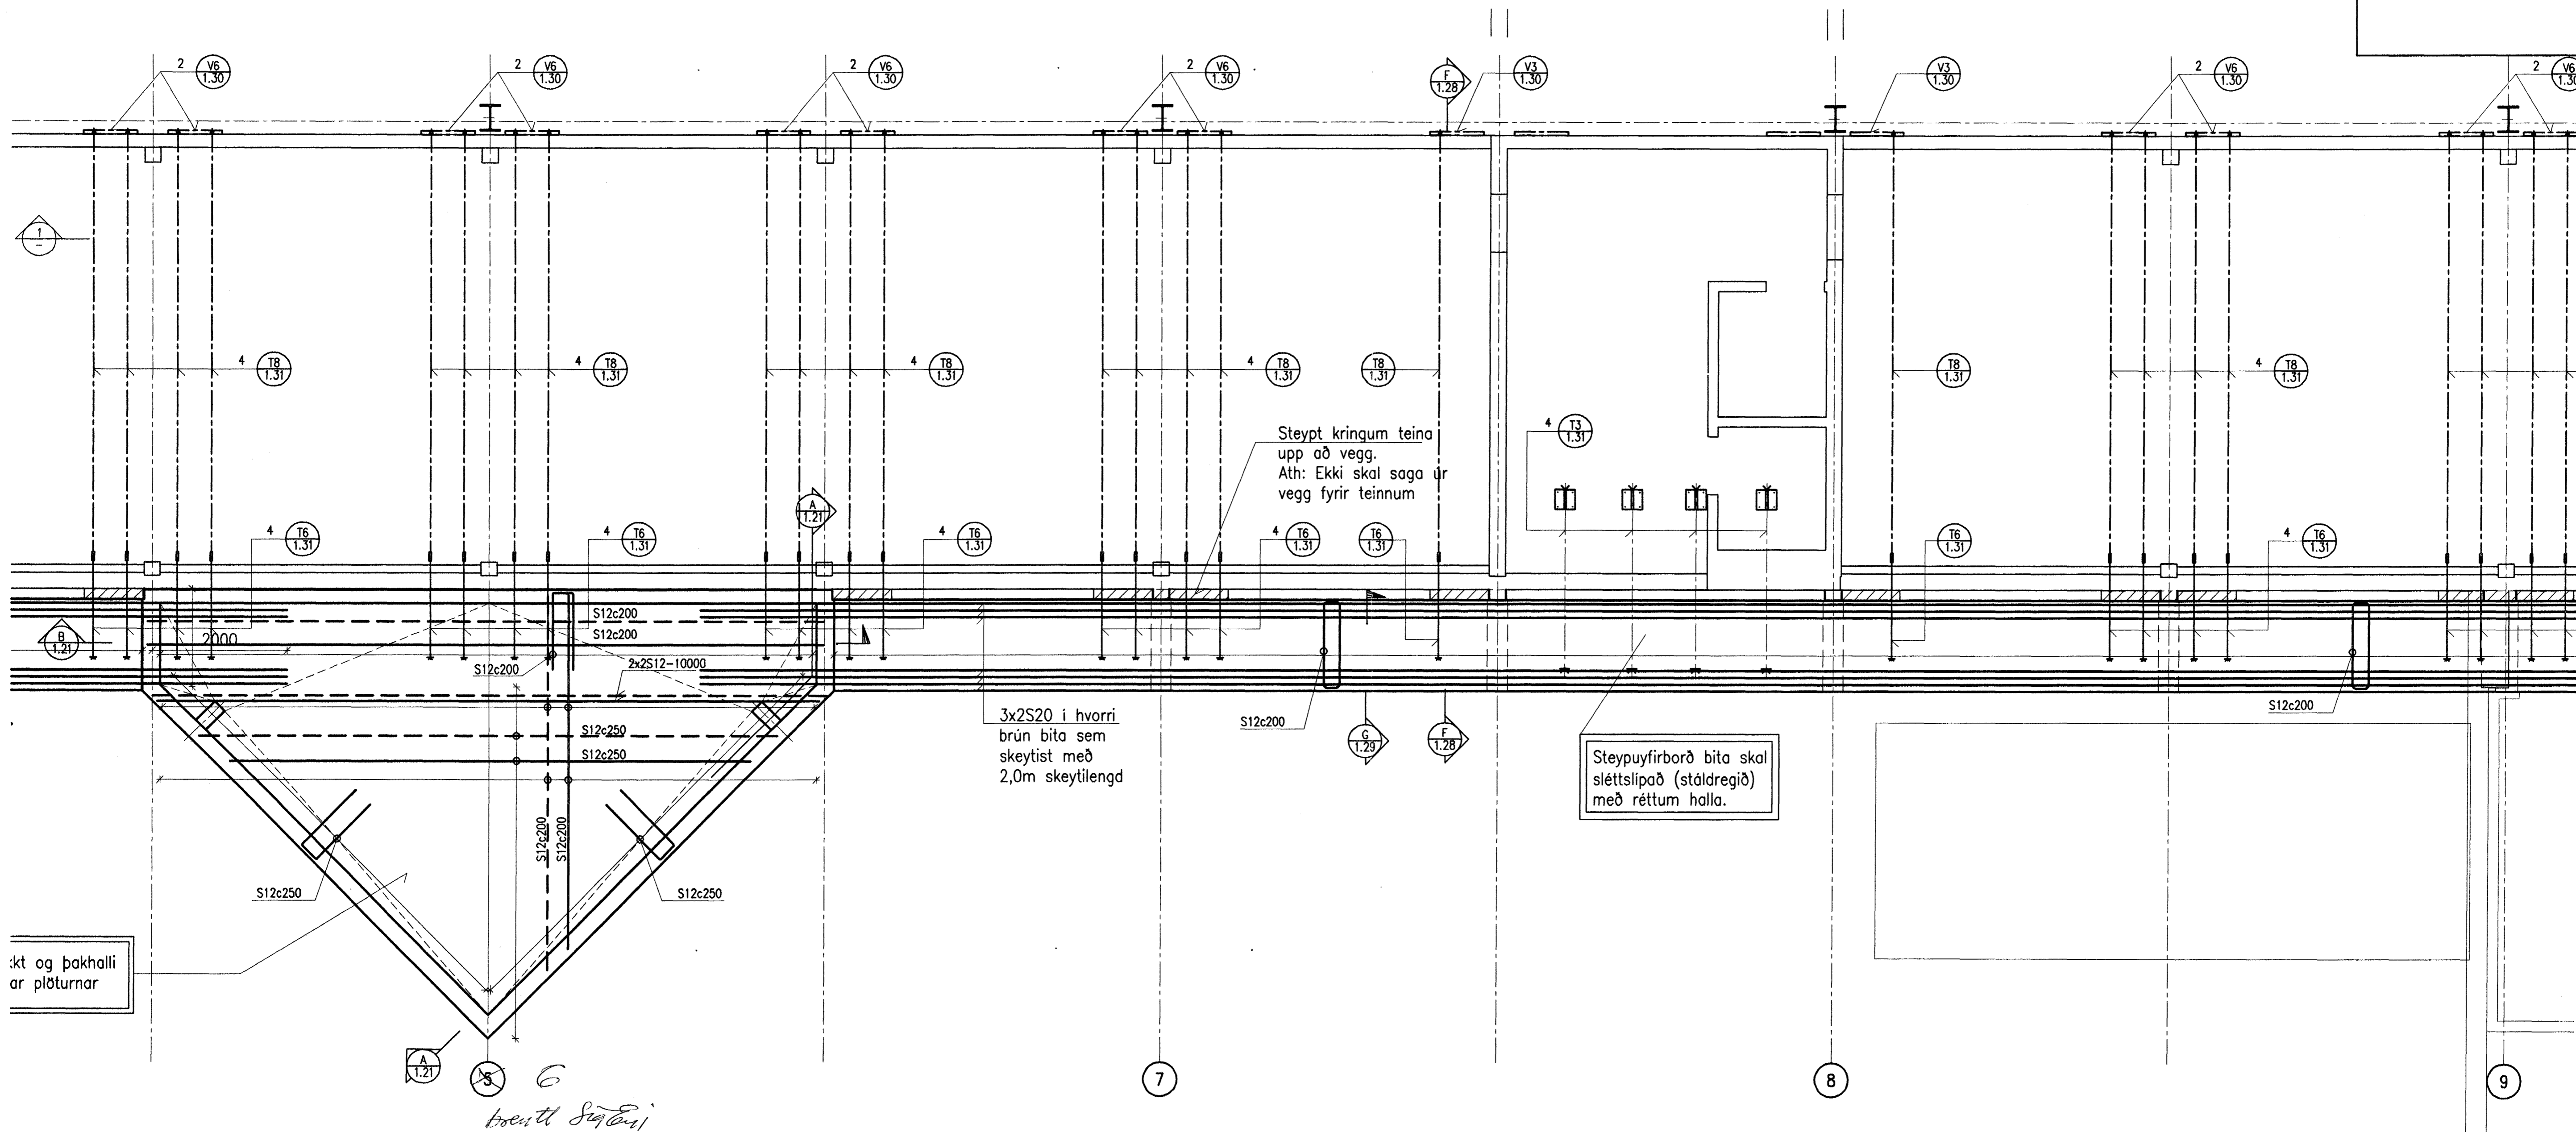 2 V6 2 V6 2 V6 2 V6 F V3 V3 2 V6 2 V6
1.30 1.30 1.30 1.30 1.28 1.30 1.30 1.30
1
–
4 T8 4 T8 4 T8 4 T8 T8 T8 4 T8
1.31 1.31 1.31 1.31 1.31 1.31 1.31
Steypt kringum teina
upp að vegg.
Ath: Ekki skal saga úr
vegg fyrir teinnum
4 T3
1.31
A
1.21
4 T6 4 T6 4 T6 4 T6 T6 T6 4 T6
1.31 1.31 1.31 1.31 1.31 1.31 1.31
B
1.21
2000
S12c200
S12c200
S12c200
2x2S12-10000
S12c250
S12c250
S12c200
S12c200
S12c250
S12c250
3x2S20 í hvorri
brún bita sem
skeytist með
2,0m skeytilengd
S12c200
G
1.29
F
1.28
Steypuyfirborð bita skal
sléttslípað (stáldregið)
með réttum halla.
S12c200
kt og þakhalli
ar plöturnar
A
1.21
5 6 7 8 9